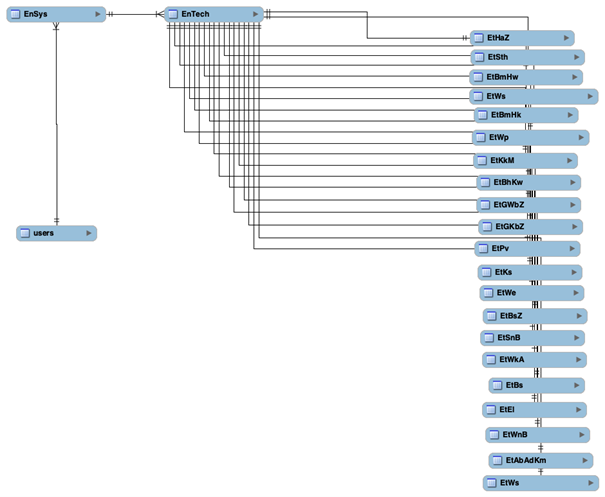 EnSys
EnTech
EtHaZ
EtSth
EtBmHw
EtWs
EtBmHk
EtWp
EtKkM
EtBhKw
EtGWbZ
EtGKbZ
users
EtPv
EtKs
EtWe
EtBsZ
EtSnB
EtWkA
EtBs
EtEl
EtWnB
EtAbAdKm
EtWs